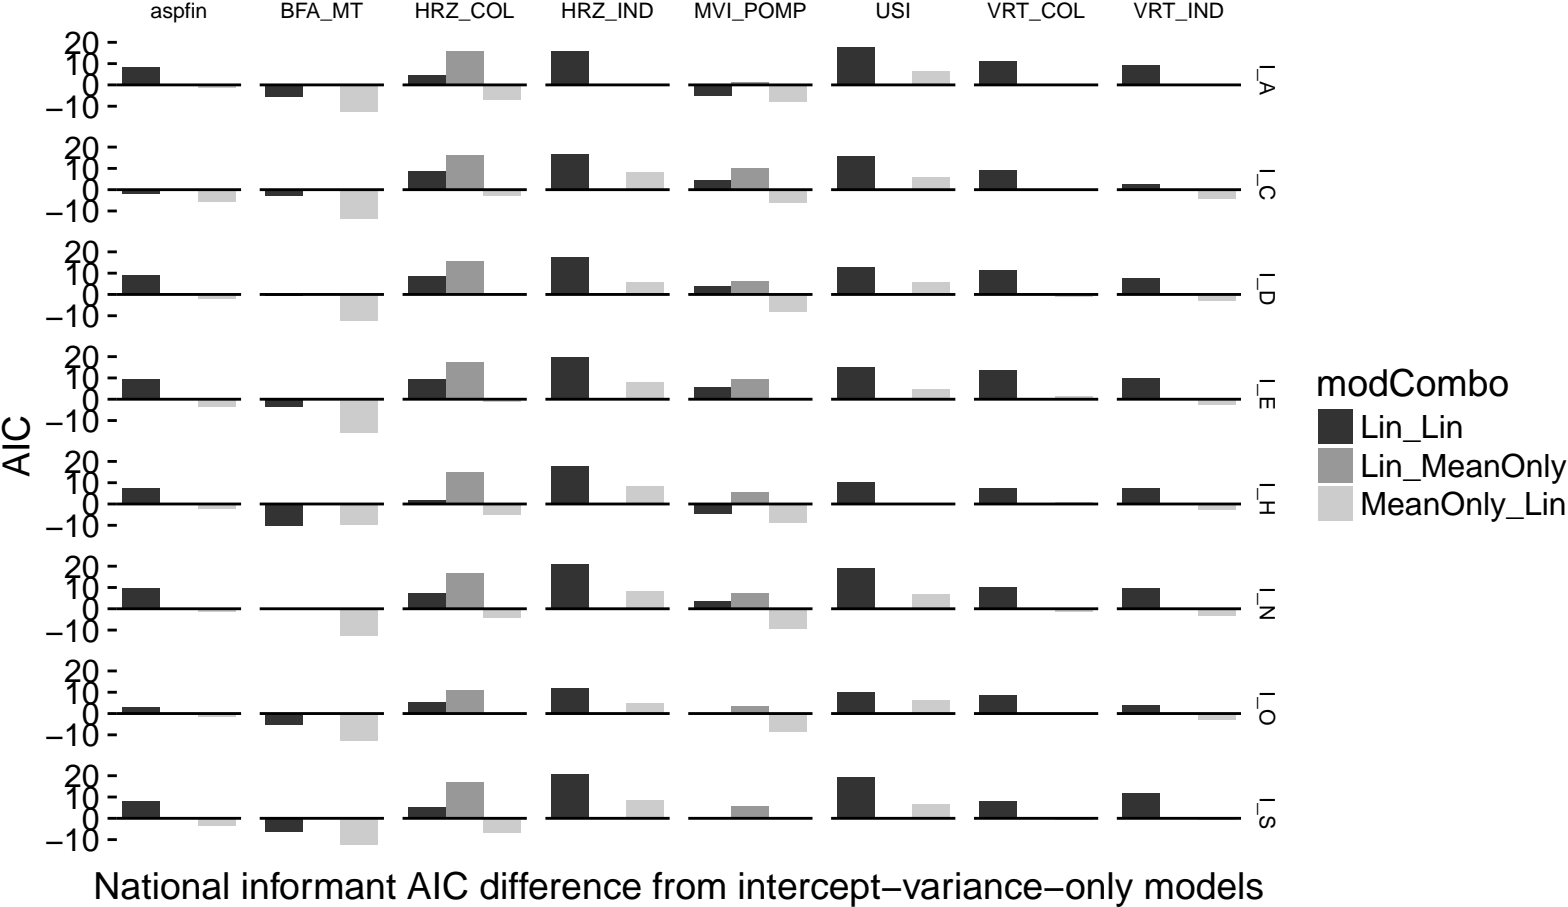 aspfin BFA_MT HRZ_COL HRZ_IND MVI_POMP USI VRT_COL VRT_IND
20
10
0
−10
I_A
20
10
0
−10
I_C
20
10
0
−10
I_D
20
10
0
−10
I_E
20
10
0
−10
I_H
20
10
0
−10
I_N
20
10
0
−10
I_O
20
10
0
−10
I_S
AIC
National informant AIC difference from intercept−variance−only models
modCombo
Lin_Lin
Lin_MeanOnly
MeanOnly_Lin